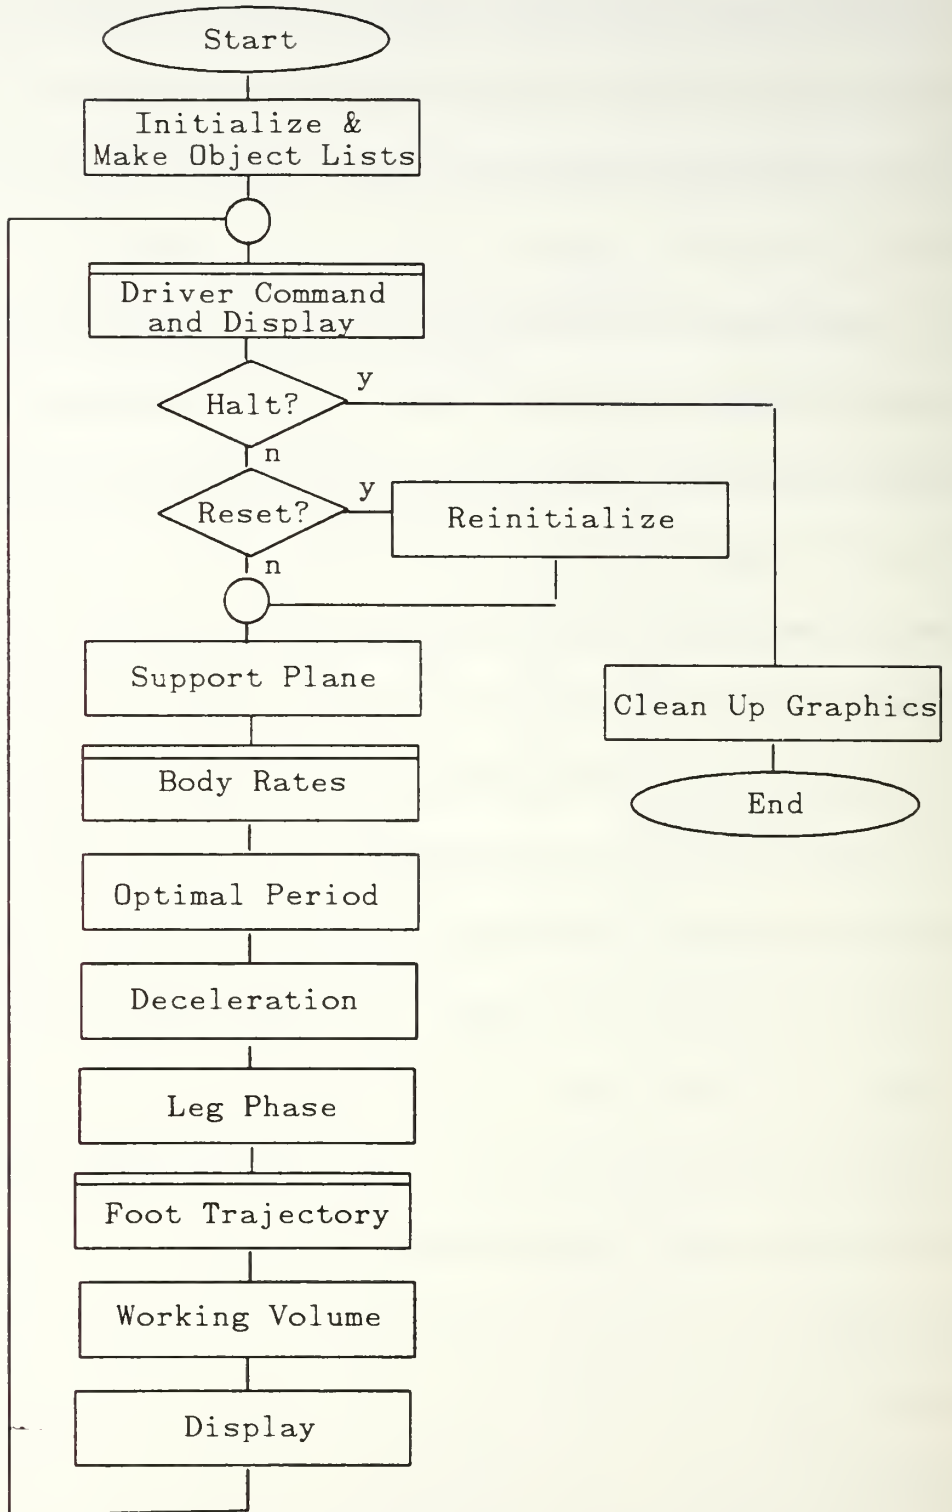 Start
Initialize &
Make Object Lists
Driver Command
and Display
Halt?
y
n
Reset?
y
Reinitialize
n
Support Plane
Clean Up Graphics
Body Rates
End
Optimal Period
Deceleration
Leg Phase
Foot Trajectory
Working Volume
Display